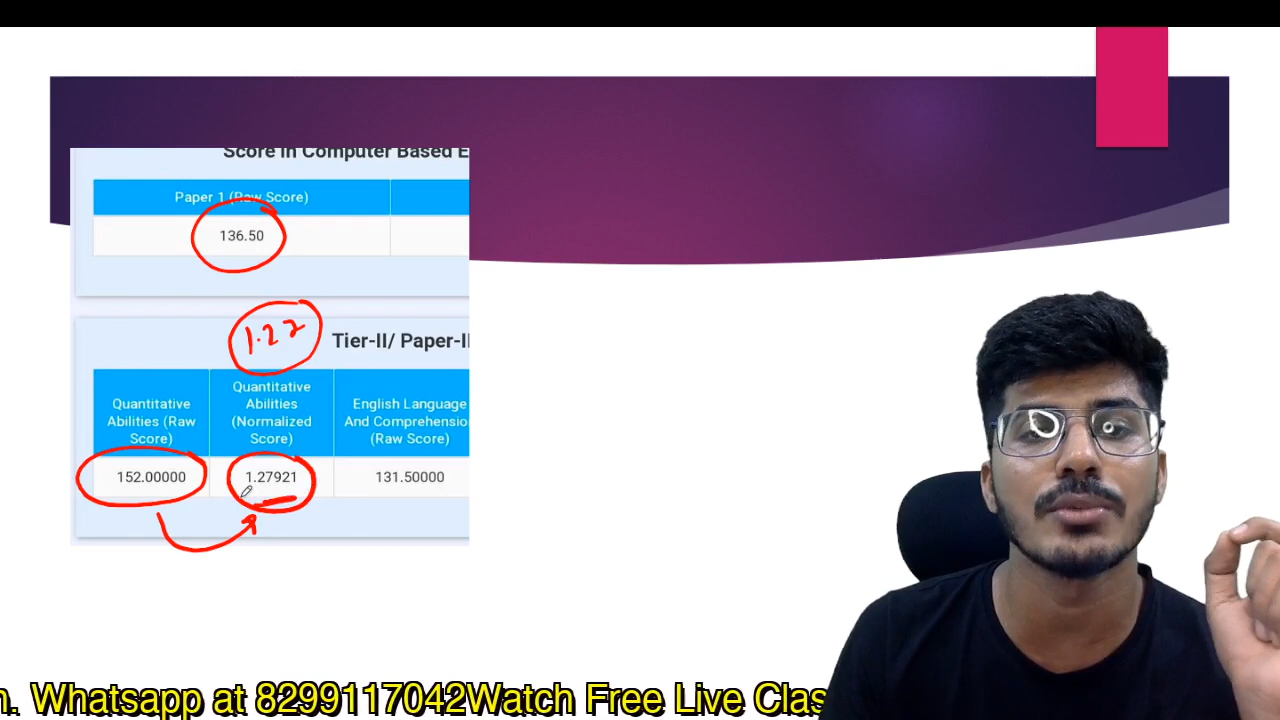 Score in Computer Based E
Paper 1 (Raw Score)
136.50
1.22
Tier-II/ Paper-II
Quantitative Abilities (Raw Score)
Quantitative Abilities (Normalized Score)
English Language And Comprehension (Raw Score)
152.00000
1.27921
131.50000
n. Whatsapp at 8299117042Watch Free Live Clas